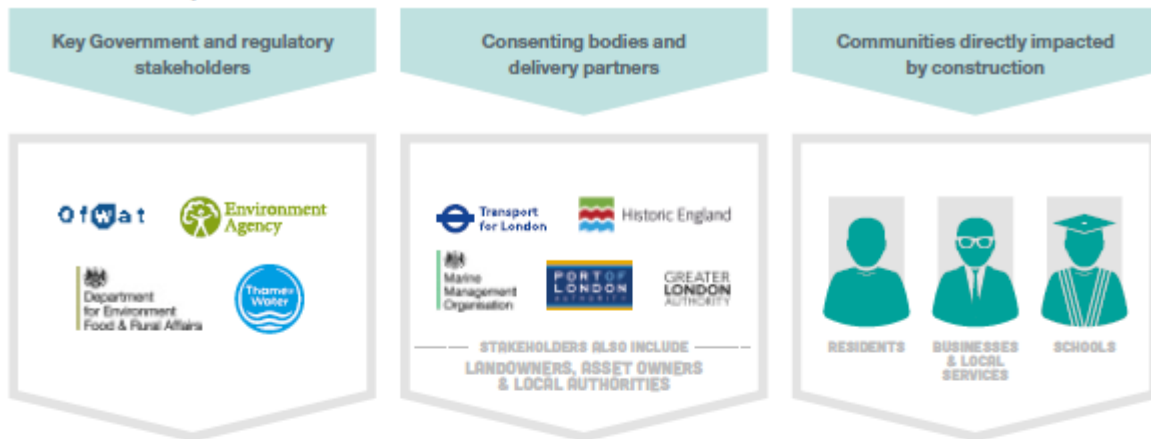 Key Government and regulatory
stakeholders
Consenting bodies and
delivery partners
Communities directly impacted
by construction
Ofwat
Environment
Agency
Department
for Environment
Food & Rural Affairs
Thames
Water
Transport
for London
Historic England
Marine
Management
Organisation
PORT OF
LONDON
AUTHORITY
GREATER
LONDON
AUTHORITY
STAKEHOLDERS ALSO INCLUDE
LANDOWNERS, ASSET OWNERS
& LOCAL AUTHORITIES
RESIDENTS
BUSINESSES
& LOCAL
SERVICES
SCHOOLS